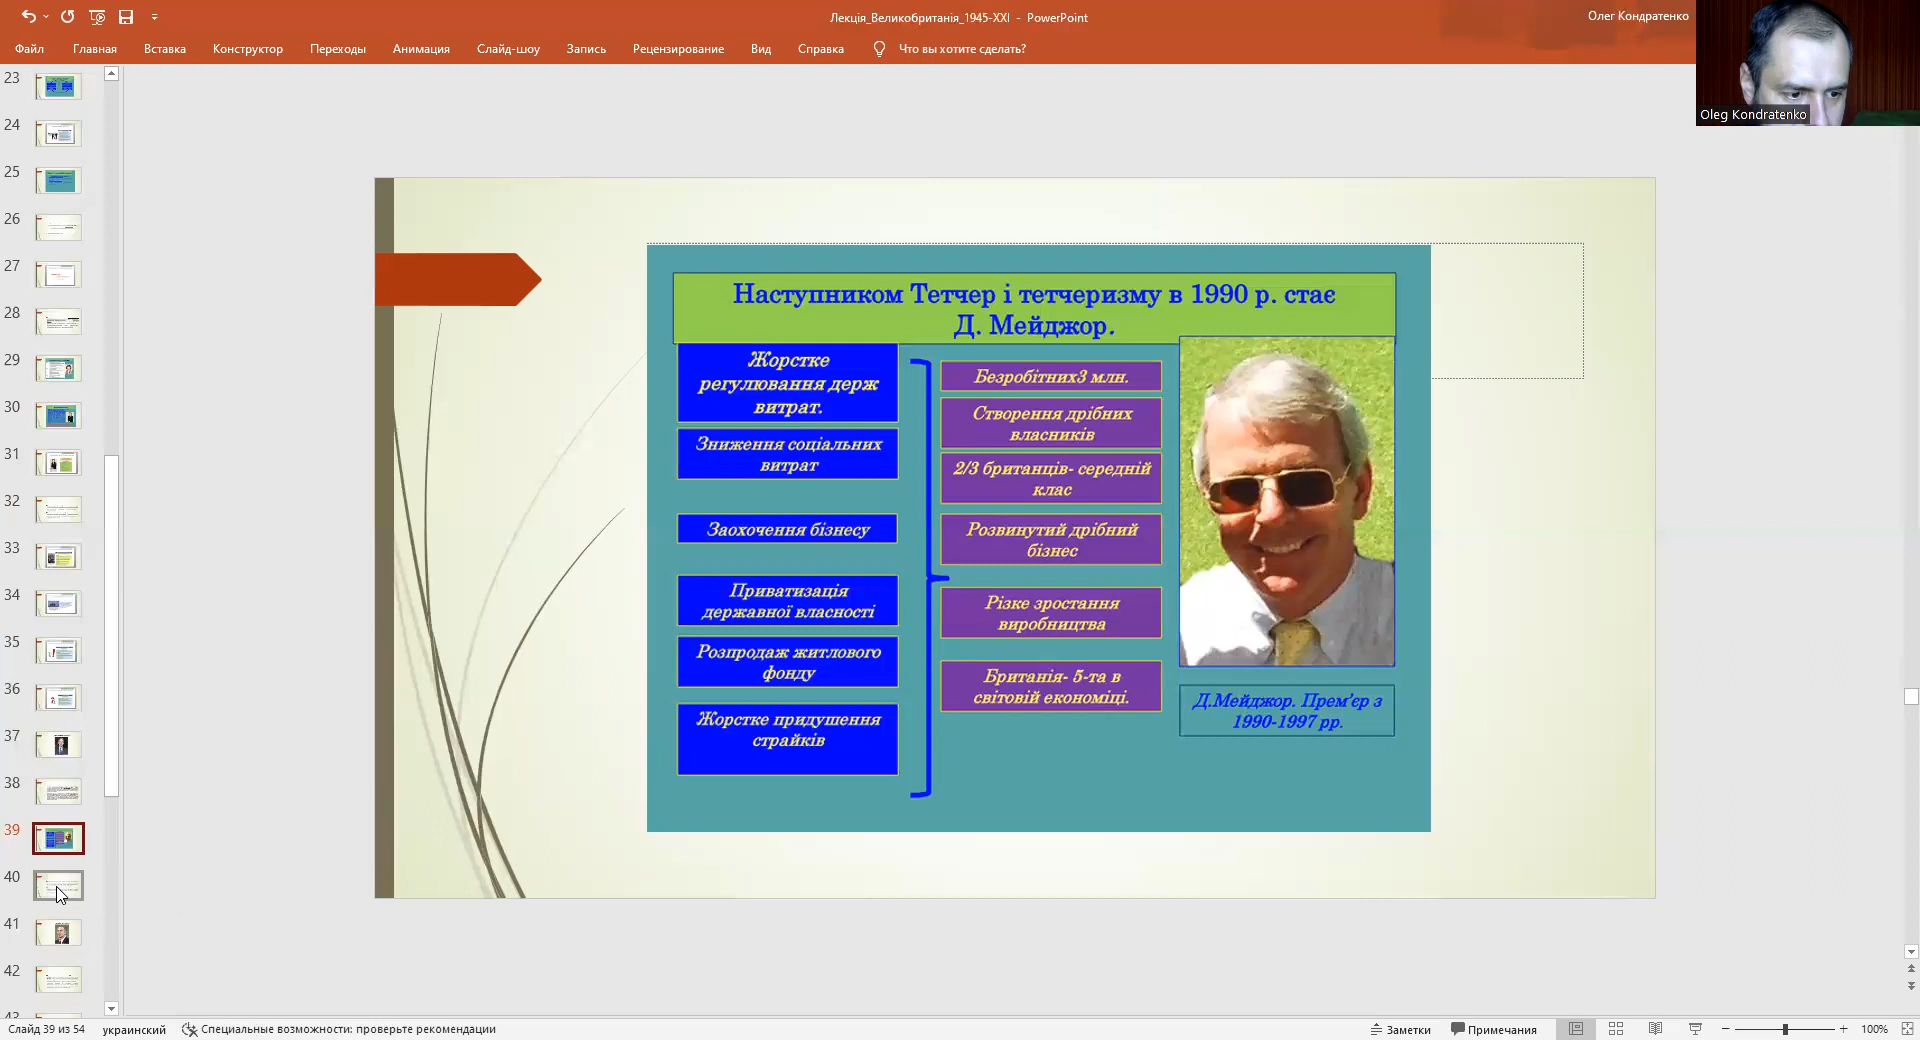 Лекція_Великобританія_1945-XXI - PowerPoint
Олег Кондратенко
Файл Главная Вставка Конструктор Переходы Анимация Слайд-шоу Запись Рецензирование Вид Справка Что вы хотите сделать?
Oleg Kondratenko
23
24
25
26
27
28
29
30
31
32
33
34
35
36
37
38
39
40
41
42
Наступником Тетчер і тетчеризму в 1990 р. стає
Д. Мейджор.
Жорстке
регулювання держ
витрат.
Зниження соціальних
витрат
Заохочення бізнесу
Приватизація
державної власності
Розпродаж житлового
фонду
Жорстке придушення
страйків
Безробітних3 млн.
Створення дрібних
власників
2/3 британців- середній
клас
Розвинутий дрібний
бізнес
Різке зростання
виробництва
Британія- 5-та в
світовій економіці.
Д.Мейджор. Прем'єр з
1990-1997 рр.
Слайд 39 из 54 украинский Специальные возможности: проверьте рекомендации Заметки Примечания 100%